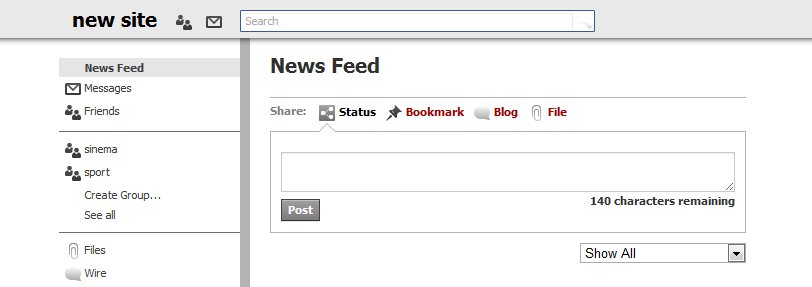 new site
Search
News Feed
Messages
Friends
sinema
sport
Create Group...
See all
Files
Wire
News Feed
Share: Status Bookmark Blog File
140 characters remaining
Post
Show All